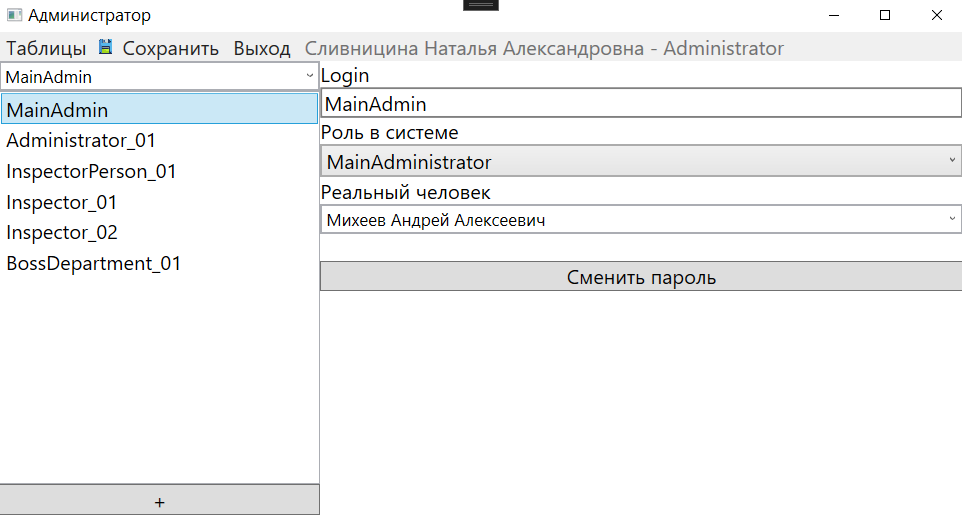 Администратор
Таблицы Сохранить Выход Сливницина Наталья Александровна - Administrator
MainAdmin
MainAdmin
Administrator_01
InspectorPerson_01
Inspector_01
Inspector_02
BossDepartment_01
+
Login
MainAdmin
Роль в системе
MainAdministrator
Реальный человек
Михеев Андрей Алексеевич
Сменить пароль